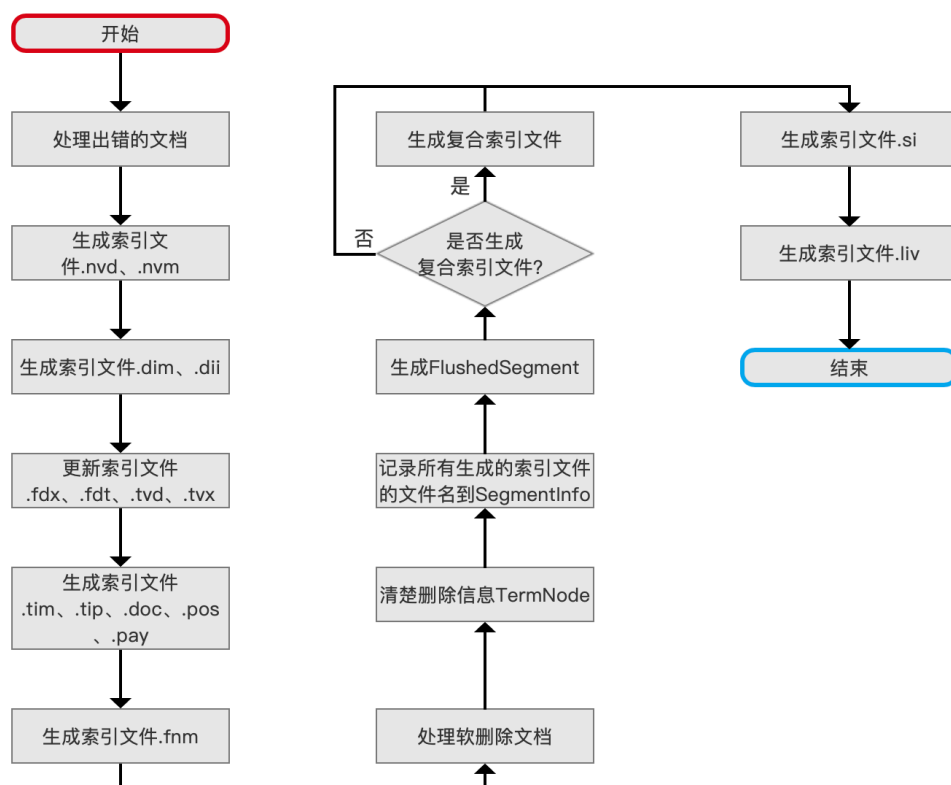 开始
处理出错的文档
生成索引文
件.nvd、.nvm
生成索引文件.dim、.dii
更新索引文件
.fdx、.fdt、.tvd、.tvx
生成索引文件
.tim、.tip、.doc、.pos
、.pay
生成索引文件.fnm
处理软删除文档
清楚删除信息TermNode
记录所有生成的索引文件
的文件名到SegmentInfo
生成FlushedSegment
是否生成
复合索引文件?
是
否
生成复合索引文件
生成索引文件.si
生成索引文件.liv
结束